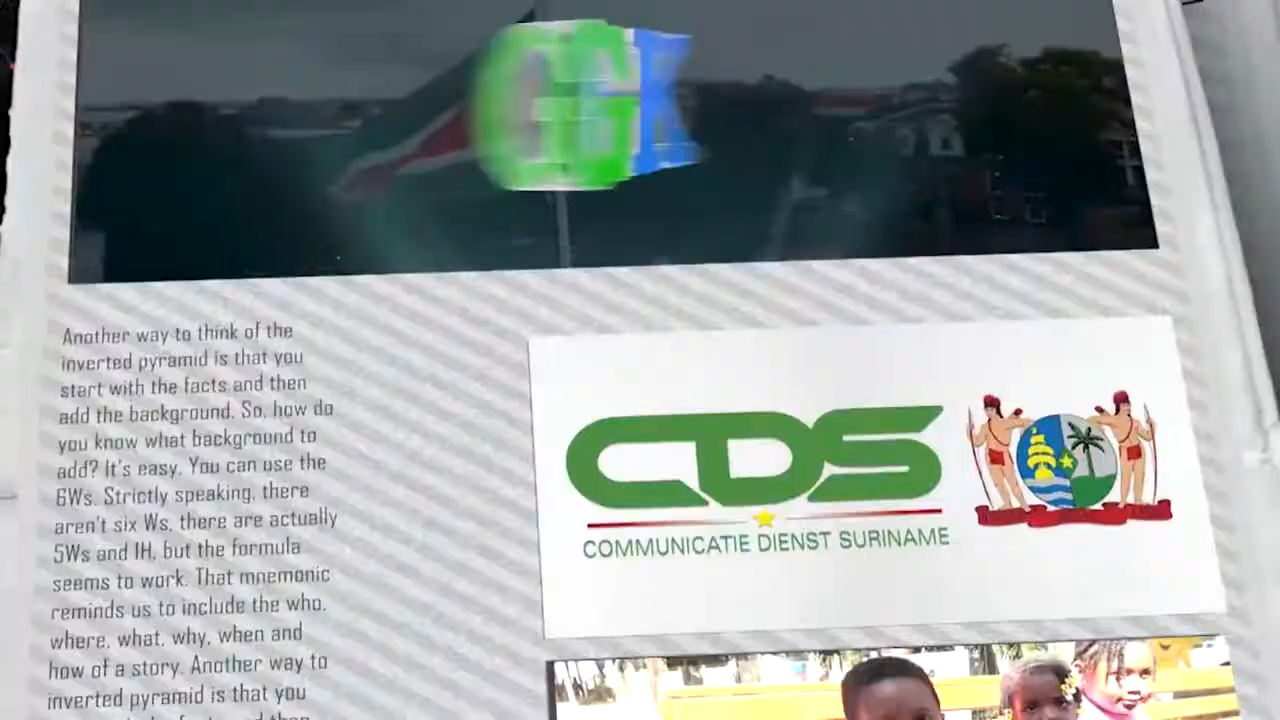 GGK
Another way to think of the
inverted pyramid is that you
start with the facts and then
add the background. So, how do
you know what background to
add? It's easy. You can use the
6Ws. Strictly speaking, there
aren't six Ws, there are actually
5Ws and 1H, but the formula
seems to work. That mnemonic
reminds us to include the who,
where, what, why, when and
how of a story. Another way to
inverted pyramid is that you
CDS
COMMUNICATIE DIENST SURINAME